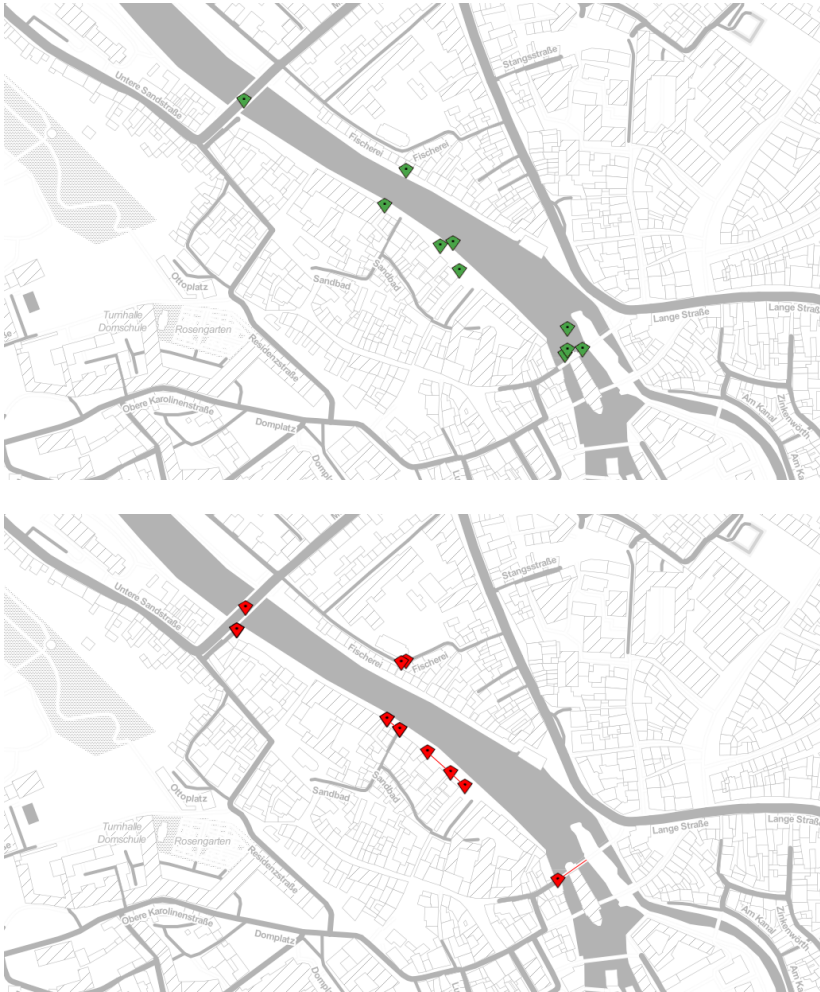 Stangsstraße
Untere Sandstraße
Fischerei
Fischerei
Sandbad
Sandbad
Ottoplatz
Turnhalle
Domschule
Rosengarten
Residenzstraße
Lange Straße
Lange Straße
Obere Karolinenstraße
Domplatz
Am Kanal
Zinkenwörth
Stangsstraße
Untere Sandstraße
Fischerei
Fischerei
Sandbad
Sandbad
Ottoplatz
Turnhalle
Domschule
Rosengarten
Residenzstraße
Lange Straße
Lange Straße
Obere Karolinenstraße
Domplatz
Am Kanal
Zinkenwörth